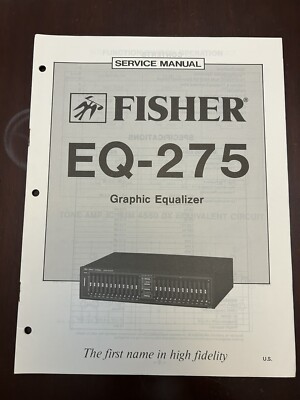 SERVICE MANUAL
FISHER®
EQ-275
Graphic Equalizer
The first name in high fidelity
U.S.